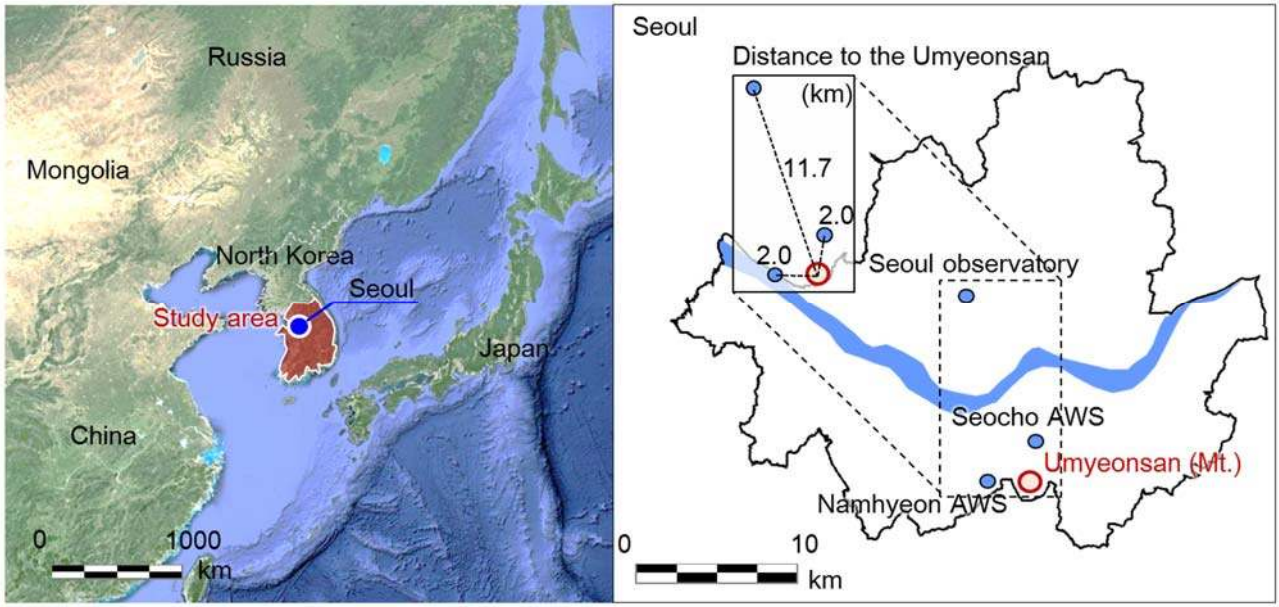 Russia
Mongolia
North Korea
Seoul
Study area
Japan
China
0 1000
km
Seoul
Distance to the Umyeonsan
(km)
11.7
2.0
2.0
Seoul observatory
Seocho AWS
Umyeonsan (Mt.)
Namhyeon AWS
0 10
km